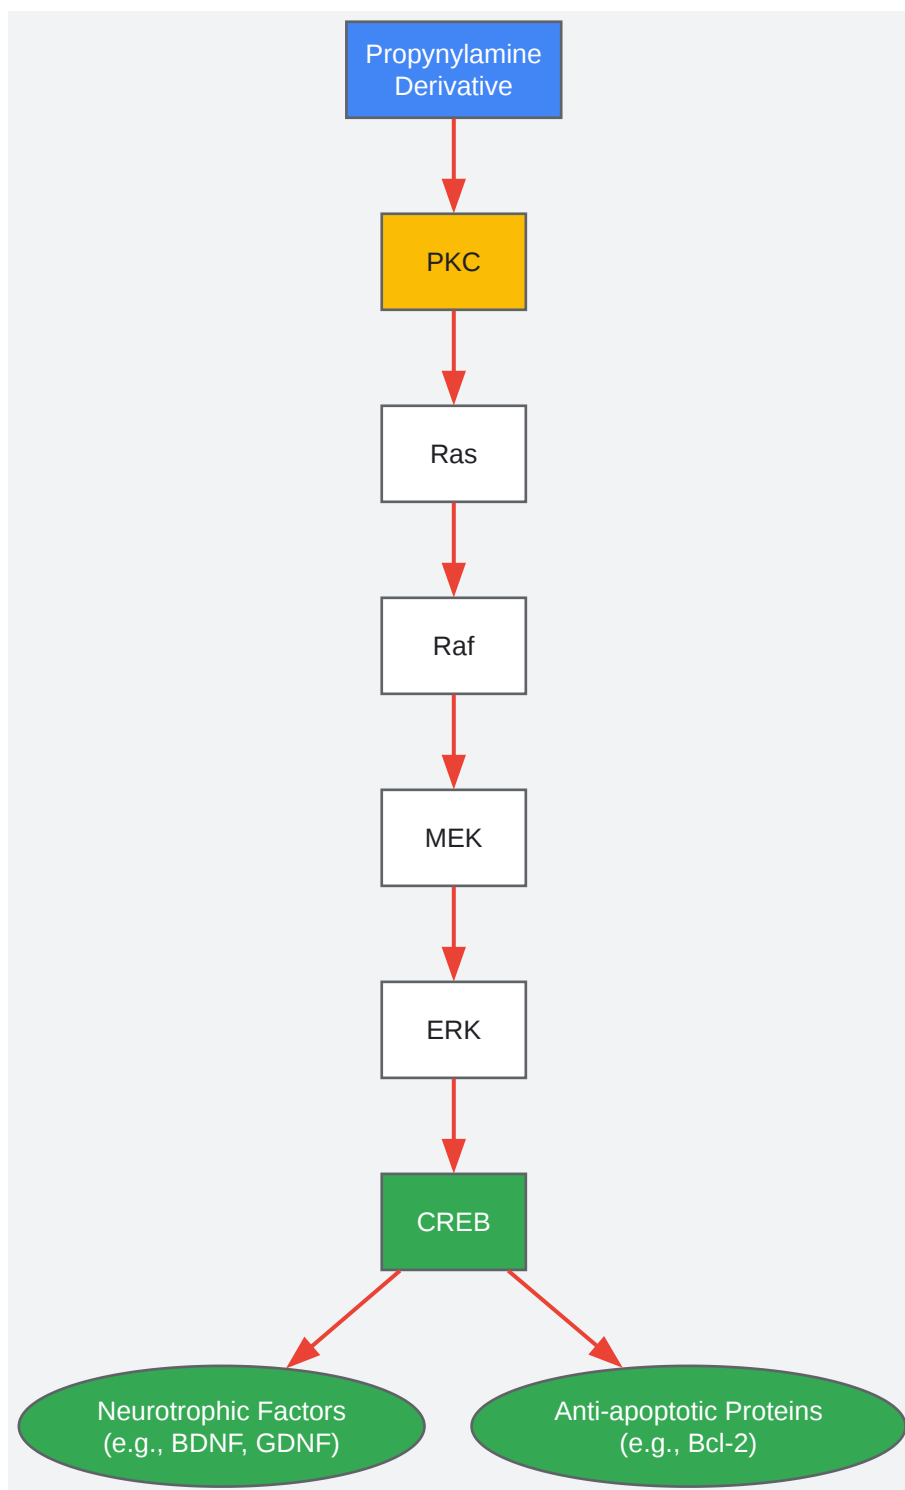 Propynylamine
Derivative
PKC
Ras
Raf
MEK
ERK
CREB
Neurotrophic Factors
(e.g., BDNF, GDNF)
Anti-apoptotic Proteins
(e.g., Bcl-2)